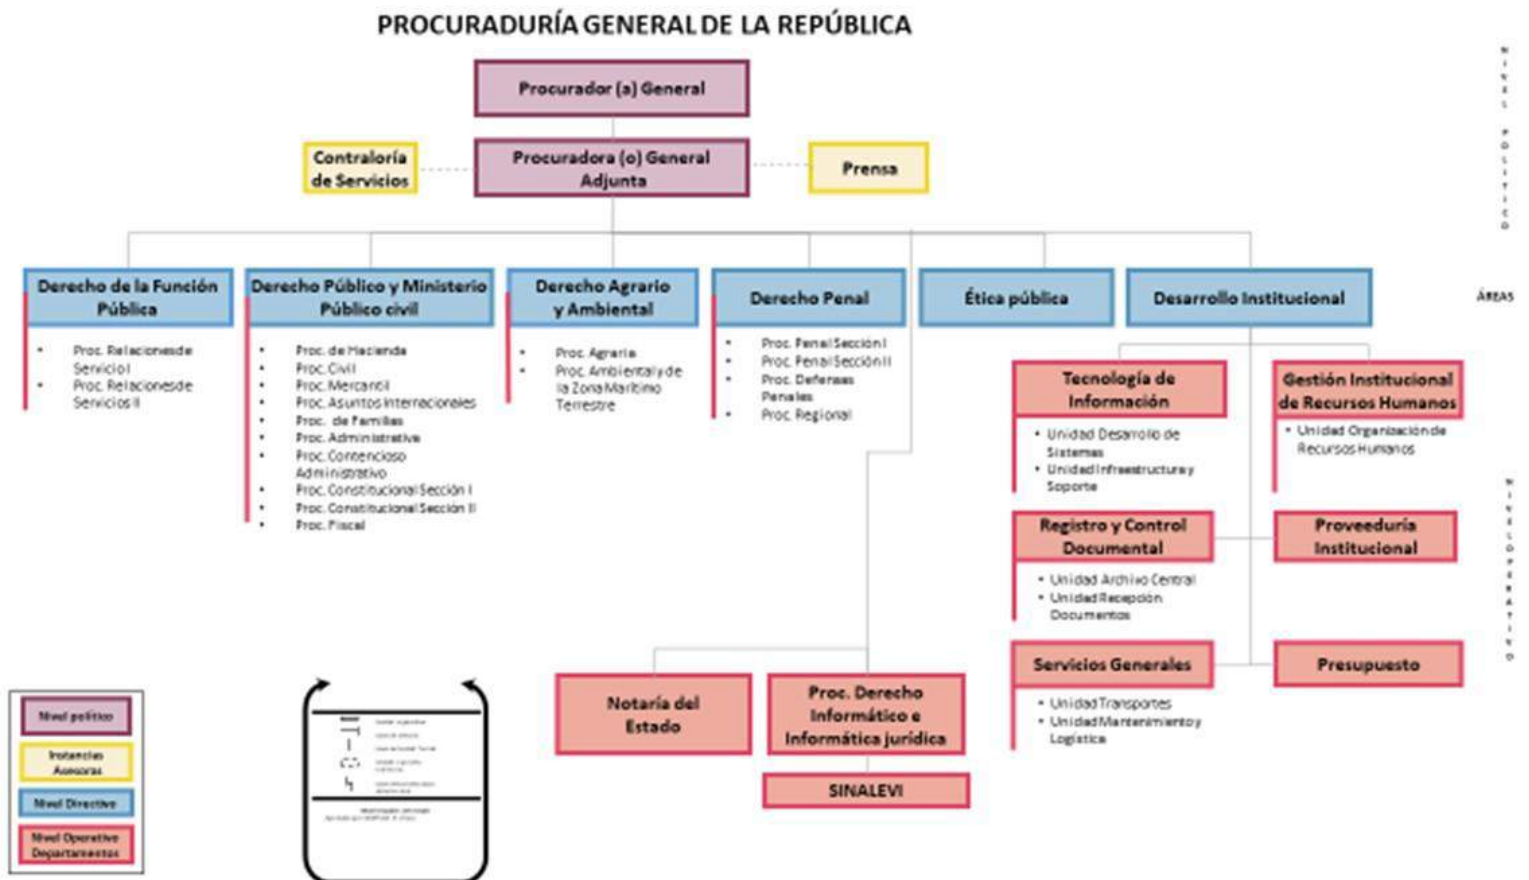 PROCURADURÍA GENERAL DE LA REPÚBLICA
Procurador (a) General
Contraloría
de Servicios
Procuradora (o) General
Adjunta
Prensa
NIVEL POLITICO
Derecho de la Función
Pública
Derecho Público y Ministerio
Público civil
Derecho Agrario
y Ambiental
Derecho Penal
Ética pública
Desarrollo Institucional
ÁREAS
• Proc. Relaciones de
Servicio I
• Proc. Relaciones de
Servicios II
• Proc. de Hacienda
• Proc. Civil
• Proc. Mercantil
• Proc. Asuntos Internacionales
• Proc. de Familias
• Proc. Administrativa
• Proc. Contencioso
Administrativo
• Proc. Constitucional Sección I
• Proc. Constitucional Sección II
• Proc. Fiscal
• Proc. Agraria
• Proc. Ambiental y de
la Zona Marítimo
Terrestre
• Proc. Penal Sección I
• Proc. Penal Sección II
• Proc. Defensas
Penales
• Proc. Regional
Tecnología de
Información
• Unidad Desarrollo de
Sistemas
• Unidad Infraestructura y
Soporte
Gestión Institucional
de Recursos Humanos
• Unidad Organización de
Recursos Humanos
NIVEL OPERATIVO
Registro y Control
Documental
• Unidad Archivo Central
• Unidad Recepción
Documentos
Proveeduría
Institucional
Servicios Generales
• Unidad Transportes
• Unidad Mantenimiento y
Logística
Presupuesto
Notaría del
Estado
Proc. Derecho
Informático e
Informática jurídica
SINALEVI
Nivel político
Instancias
Asesoras
Nivel Directivo
Nivel Operativo
Departamentos